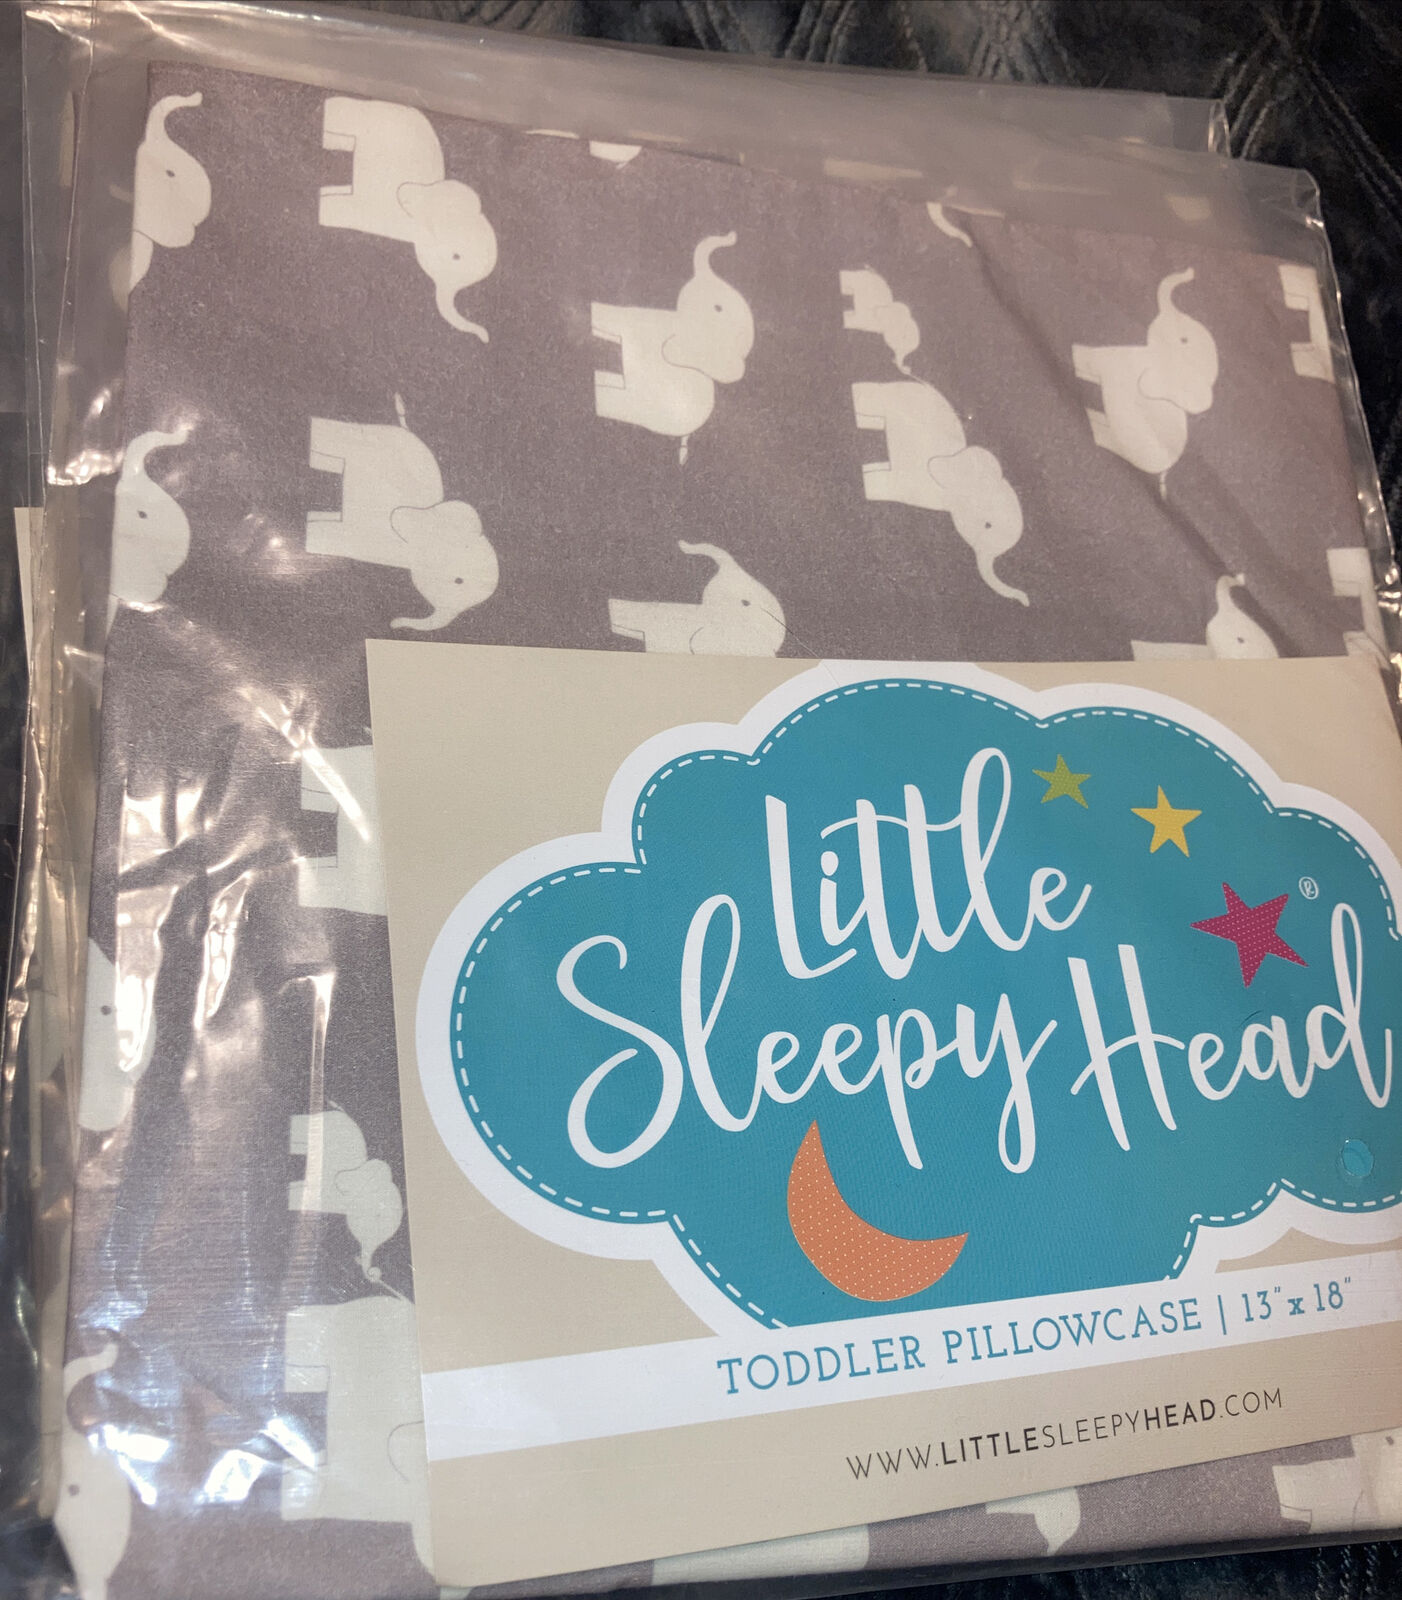 Little
Sleepy Head®
TODDLER PILLOWCASE | 13" x 18"
WWW.LITTLESLEEPYHEAD.COM